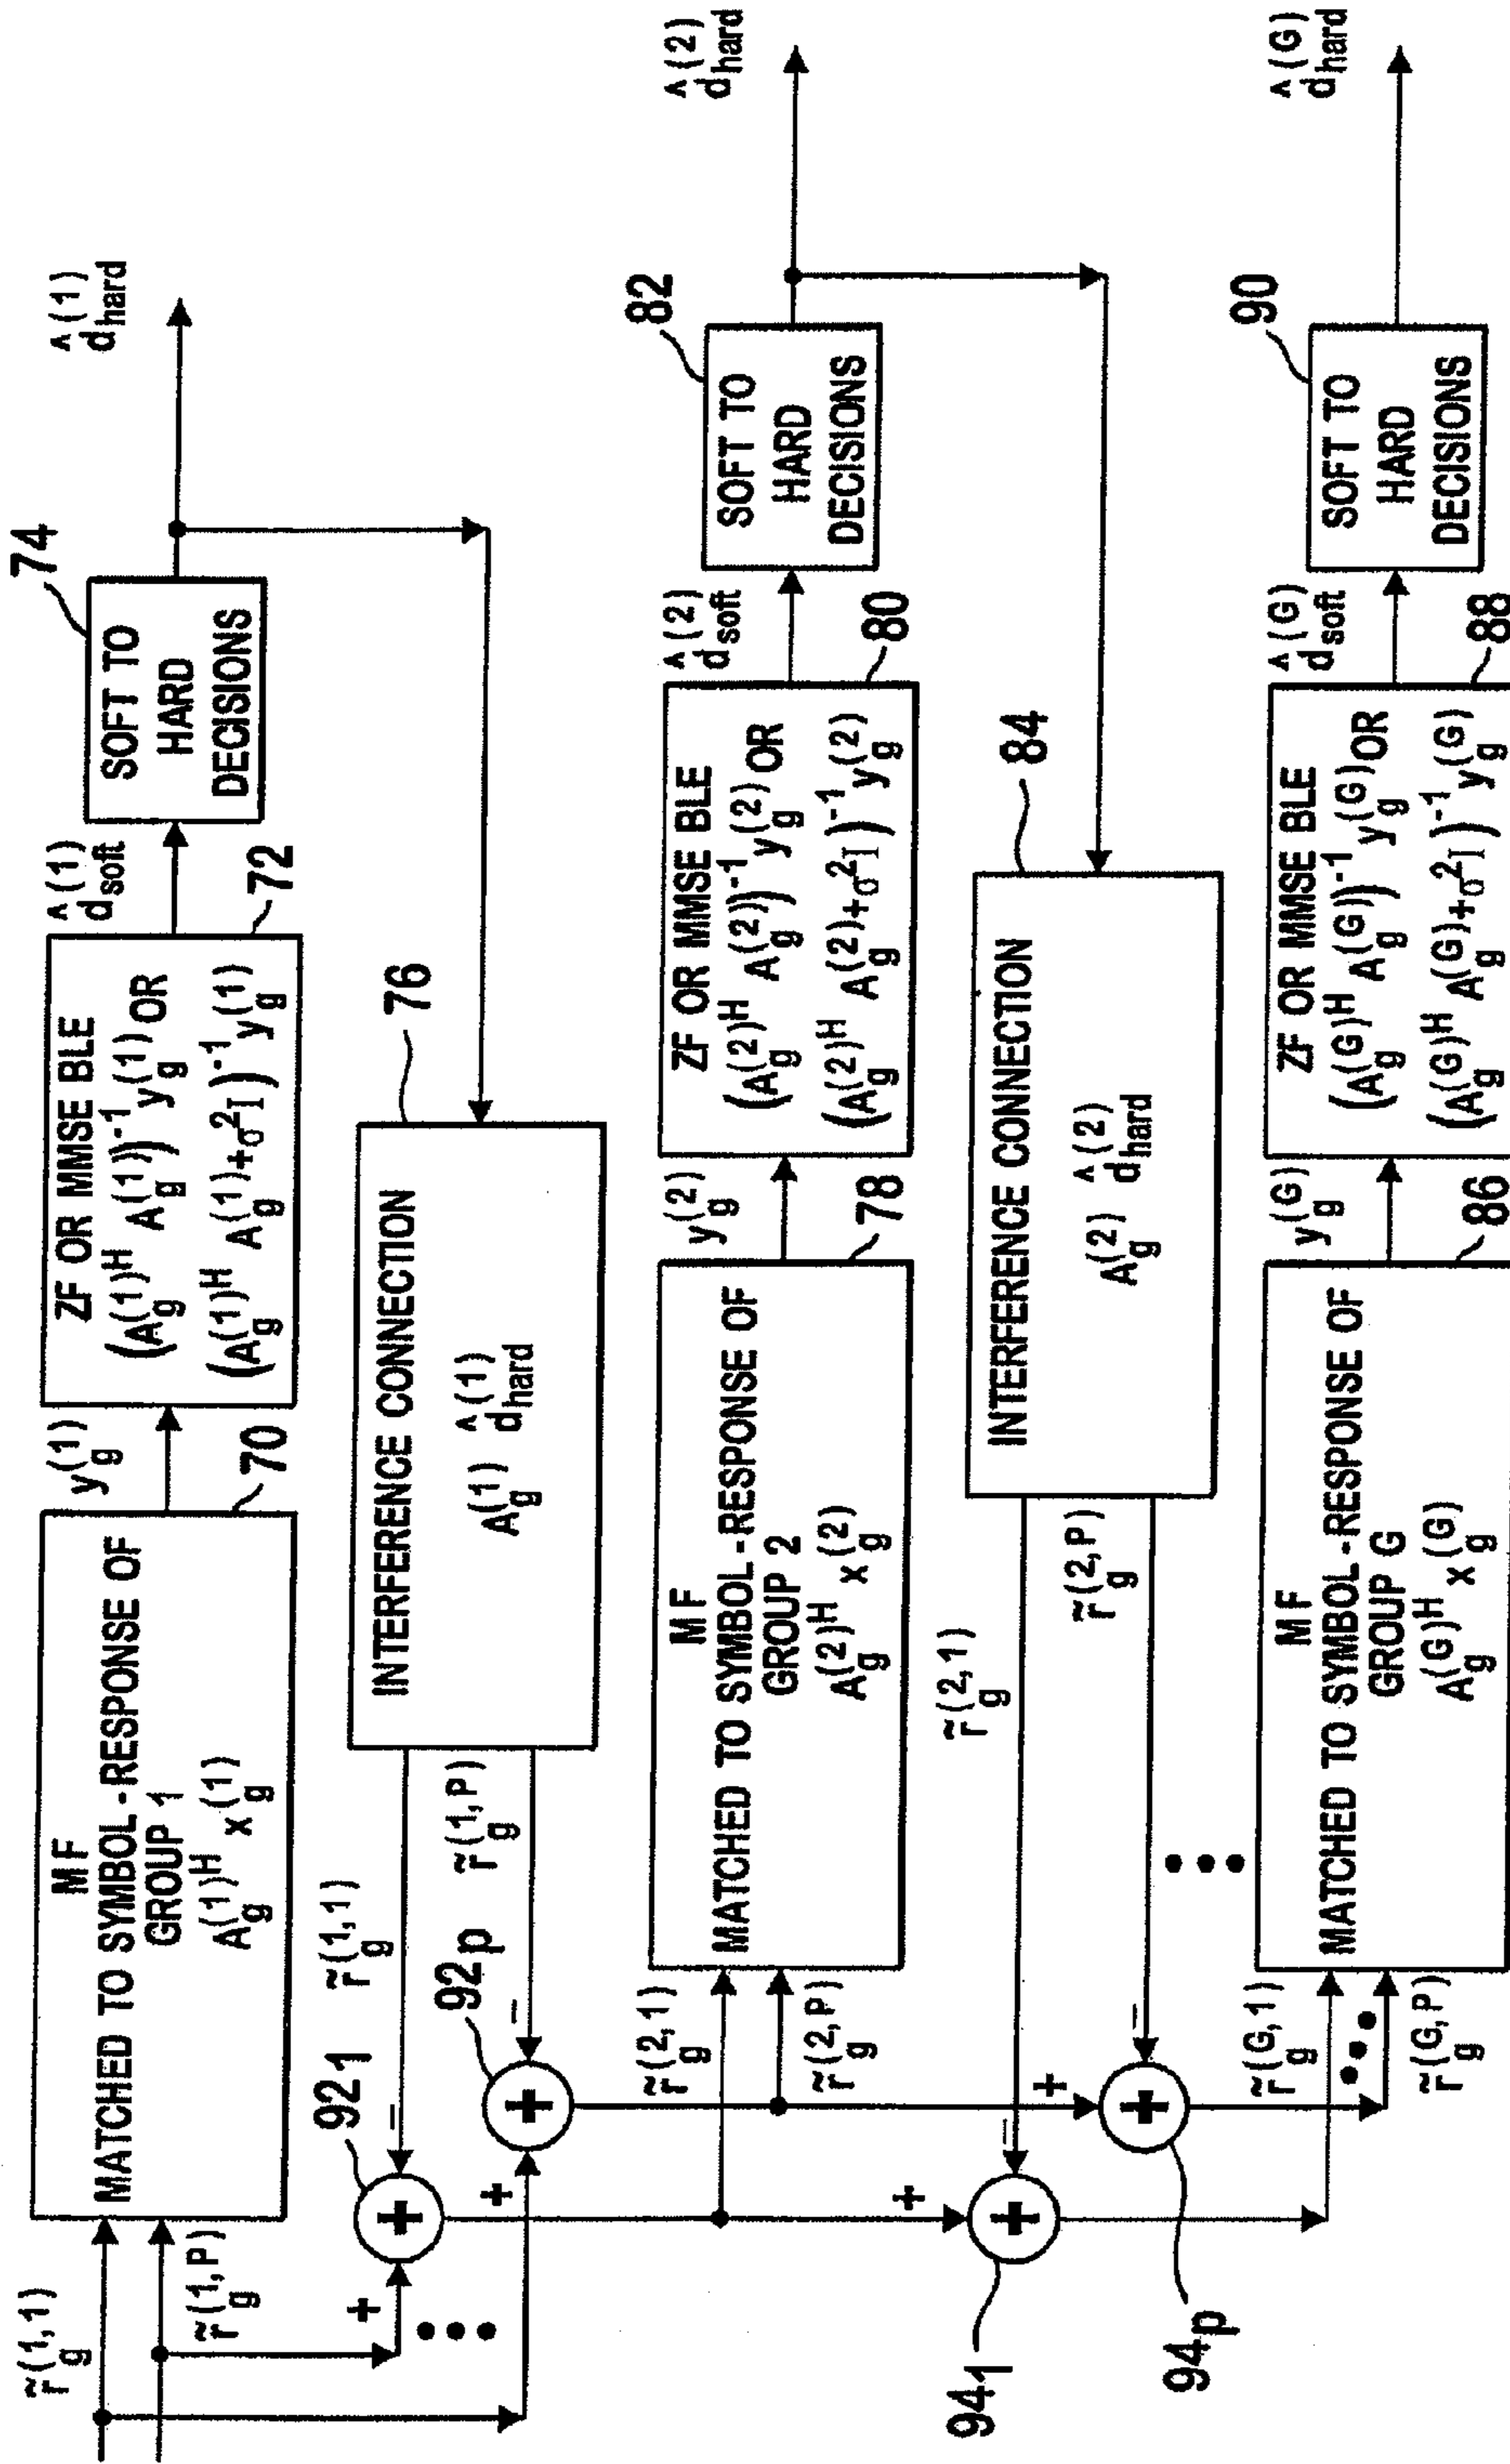 r̃g(1,1)
r̃g(1,P)
MF
MATCHED TO SYMBOL-RESPONSE OF
GROUP 1
Ag(1)H xg(1)
70
yg(1)
ZF OR MMSE BLE
(Ag(1)H Ag(1))-1 yg(1) OR
(Ag(1)H Ag(1)+σ2I)-1 yg(1)
72
d̂soft(1)
SOFT TO
HARD
DECISIONS
74
d̂hard(1)
INTERFERENCE CONNECTION
Ag(1) d̂hard(1)
76
r̃g(1,1)
r̃g(1,P)
921
92p
+
+
+
+
-
-
r̃g(2,1)
r̃g(2,P)
MF
MATCHED TO SYMBOL-RESPONSE OF
GROUP 2
Ag(2)H xg(2)
78
yg(2)
ZF OR MMSE BLE
(Ag(2)H Ag(2))-1 yg(2) OR
(Ag(2)H Ag(2)+σ2I)-1 yg(2)
80
d̂soft(2)
SOFT TO
HARD
DECISIONS
82
d̂hard(2)
INTERFERENCE CONNECTION
Ag(2) d̂hard(2)
84
r̃g(2,1)
r̃g(2,P)
941
94p
+
+
+
+
-
-
r̃g(G,1)
r̃g(G,P)
MF
MATCHED TO SYMBOL-RESPONSE OF
GROUP G
Ag(G)H xg(G)
86
yg(G)
ZF OR MMSE BLE
(Ag(G)H Ag(G))-1 yg(G) OR
(Ag(G)H Ag(G)+σ2I)-1 yg(G)
88
d̂soft(G)
SOFT TO
HARD
DECISIONS
90
d̂hard(G)